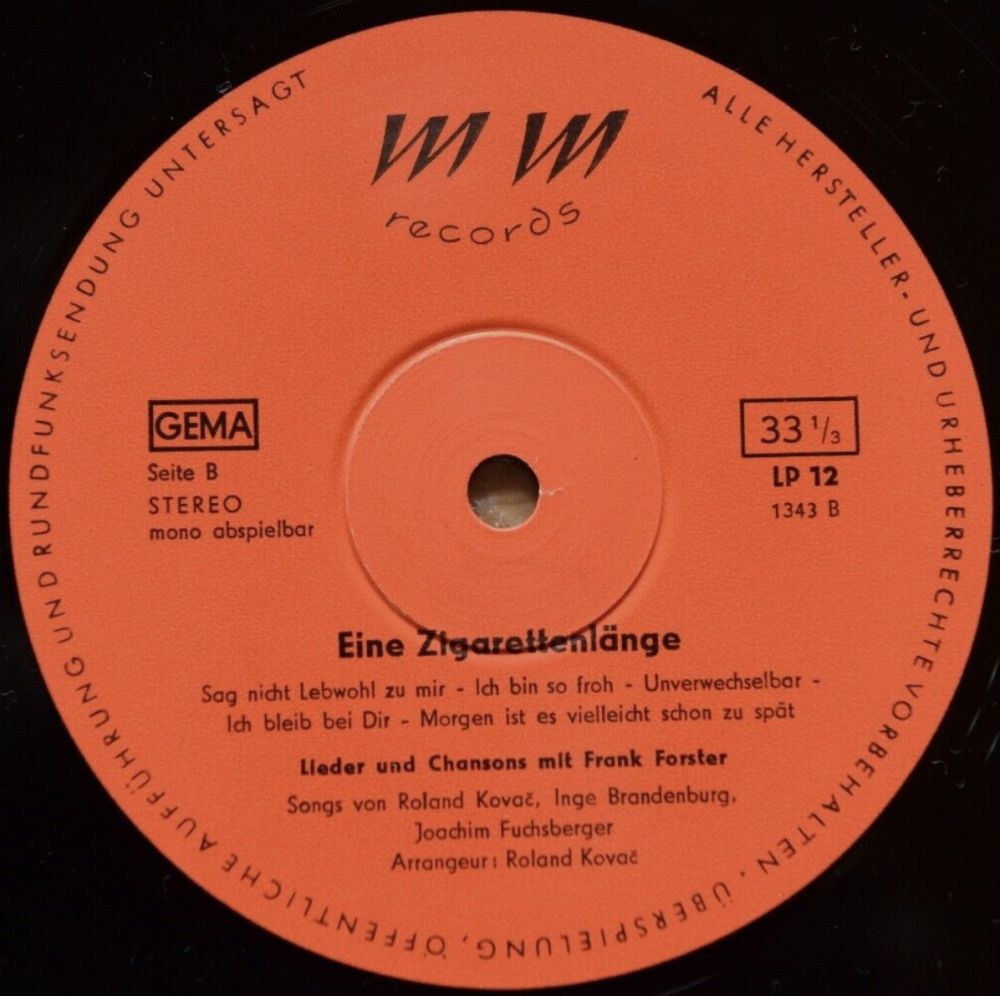 MM
records
ALLE HERSTELLER- UND URHEBERRECHTE VORBEHALTEN · ÜBERSPIELUNG, ÖFFENTLICHE AUFFÜHRUNG UND RUNDFUNKSENDUNG UNTERSAGT
GEMA
Seite B
STEREO
mono abspielbar
33 1/3
LP 12
1343 B
Eine Zigarettenlänge
Sag nicht Lebwohl zu mir - Ich bin so froh - Unverwechselbar -
Ich bleib bei Dir - Morgen ist es vielleicht schon zu spät
Lieder und Chansons mit Frank Forster
Songs von Roland Kovač, Inge Brandenburg,
Joachim Fuchsberger
Arrangeur: Roland Kovač